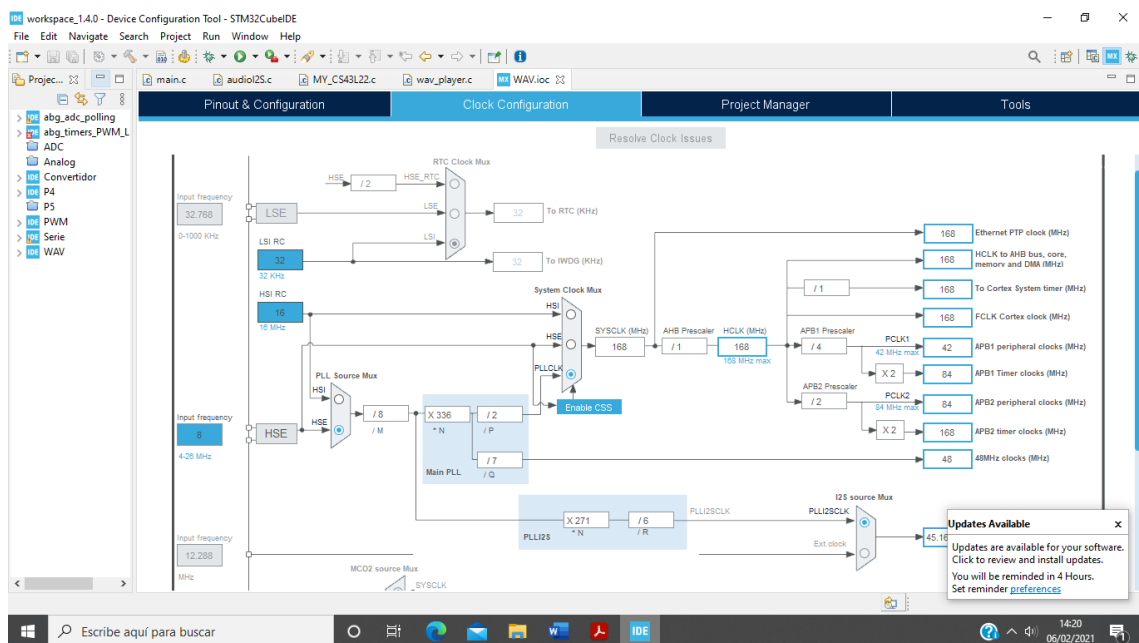 IDE workspace_1.4.0 - Device Configuration Tool - STM32CubeIDE
File Edit Navigate Search Project Run Window Help
Projec...
main.c audioI2S.c MY_CS43L22.c wav_player.c MX WAV.ioc
Pinout & Configuration Clock Configuration Project Manager Tools
Resolve Clock Issues
abg_adc_polling
abg_timers_PWM_L
ADC
Analog
Convertidor
P4
P5
PWM
Serie
WAV
RTC Clock Mux
HSE / 2 HSE_RTC
Input frequency
32.768 LSE LSE 32 To RTC (KHz)
0-1000 KHz
LSI RC LSI
32 32 To IWDG (KHz)
32 KHz
HSI RC
16
16 MHz
System Clock Mux
HSI
HSE
PLLCLK
SYSCLK (MHz) AHB Prescaler HCLK (MHz) APB1 Prescaler
168 / 1 168 / 4
168 MHz max
Enable CSS
168 Ethernet PTP clock (MHz)
168 HCLK to AHB bus, core,
memory and DMA (MHz)
/ 1 168 To Cortex System timer (MHz)
168 FCLK Cortex clock (MHz)
PCLK1
42 MHz max 42 APB1 peripheral clocks (MHz)
X 2 84 APB1 Timer clocks (MHz)
APB2 Prescaler
/ 2 PCLK2
84 MHz max 84 APB2 peripheral clocks (MHz)
X 2 168 APB2 timer clocks (MHz)
48 48MHz clocks (MHz)
PLL Source Mux
HSI
HSE
Input frequency
8 HSE
4-26 MHz
/ 8
/ M
X 336 / 2
* N / P
/ 7
Main PLL / Q
X 271 / 6
PLLI2S * N / R
PLLI2SCLK
I2S source Mux
PLLI2SCLK
Ext.clock
45.16
Input frequency
12.288
MHz
MCO2 source Mux
SYSCLK
Updates Available x
Updates are available for your software.
Click to review and install updates.
You will be reminded in 4 Hours.
Set reminder preferences
Escribe aquí para buscar
IDE
14:20
06/02/2021